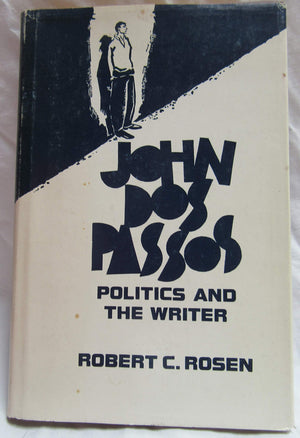 JOHN
DOS
PASSOS
POLITICS AND
THE WRITER
ROBERT C. ROSEN